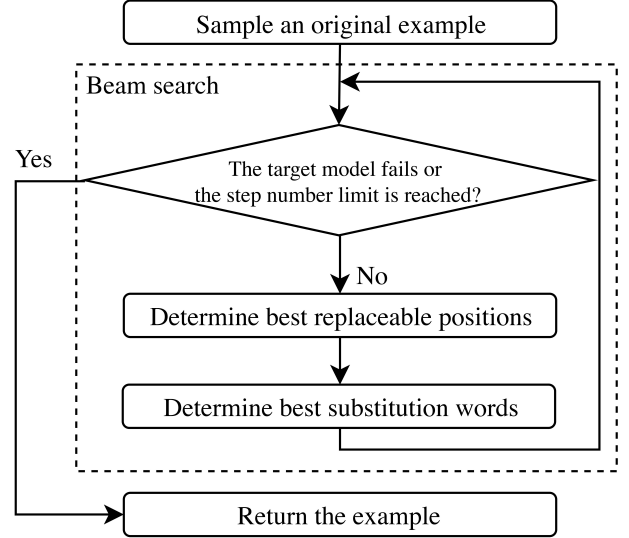 Sample an original example
Beam search
Yes
The target model fails or
the step number limit is reached?
No
Determine best replaceable positions
Determine best substitution words
Return the example